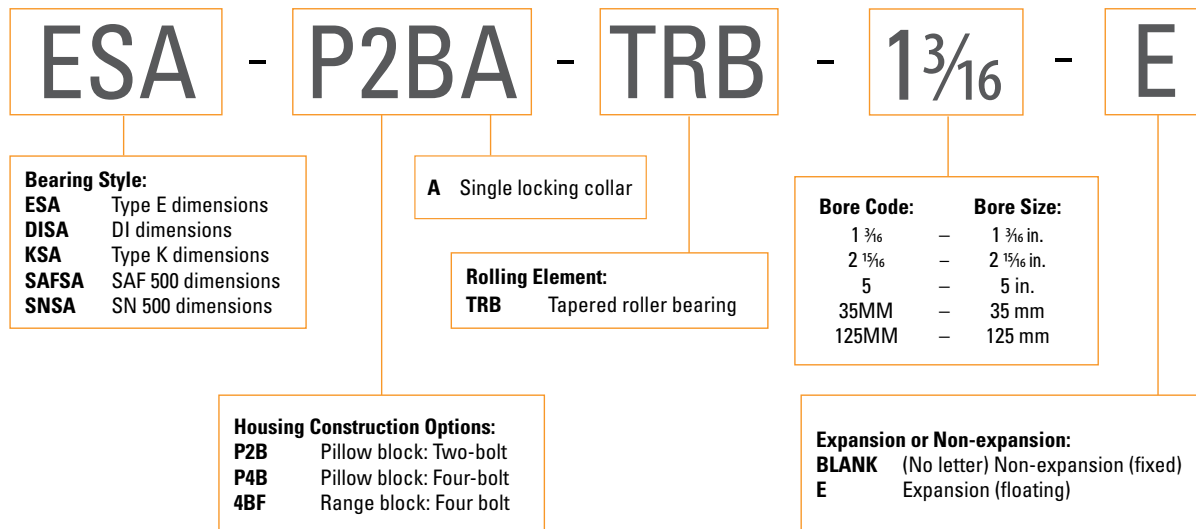 ESA - P2BA - TRB - 1 3/16 - E
Bearing Style:
ESA Type E dimensions
DISA DI dimensions
KSA Type K dimensions
SAFSA SAF 500 dimensions
SNSA SN 500 dimensions
A Single locking collar
Rolling Element:
TRB Tapered roller bearing
Bore Code: Bore Size:
1 3/16 – 1 3/16 in.
2 15/16 – 2 15/16 in.
5 – 5 in.
35MM – 35 mm
125MM – 125 mm
Housing Construction Options:
P2B Pillow block: Two-bolt
P4B Pillow block: Four-bolt
4BF Range block: Four bolt
Expansion or Non-expansion:
BLANK (No letter) Non-expansion (fixed)
E Expansion (floating)